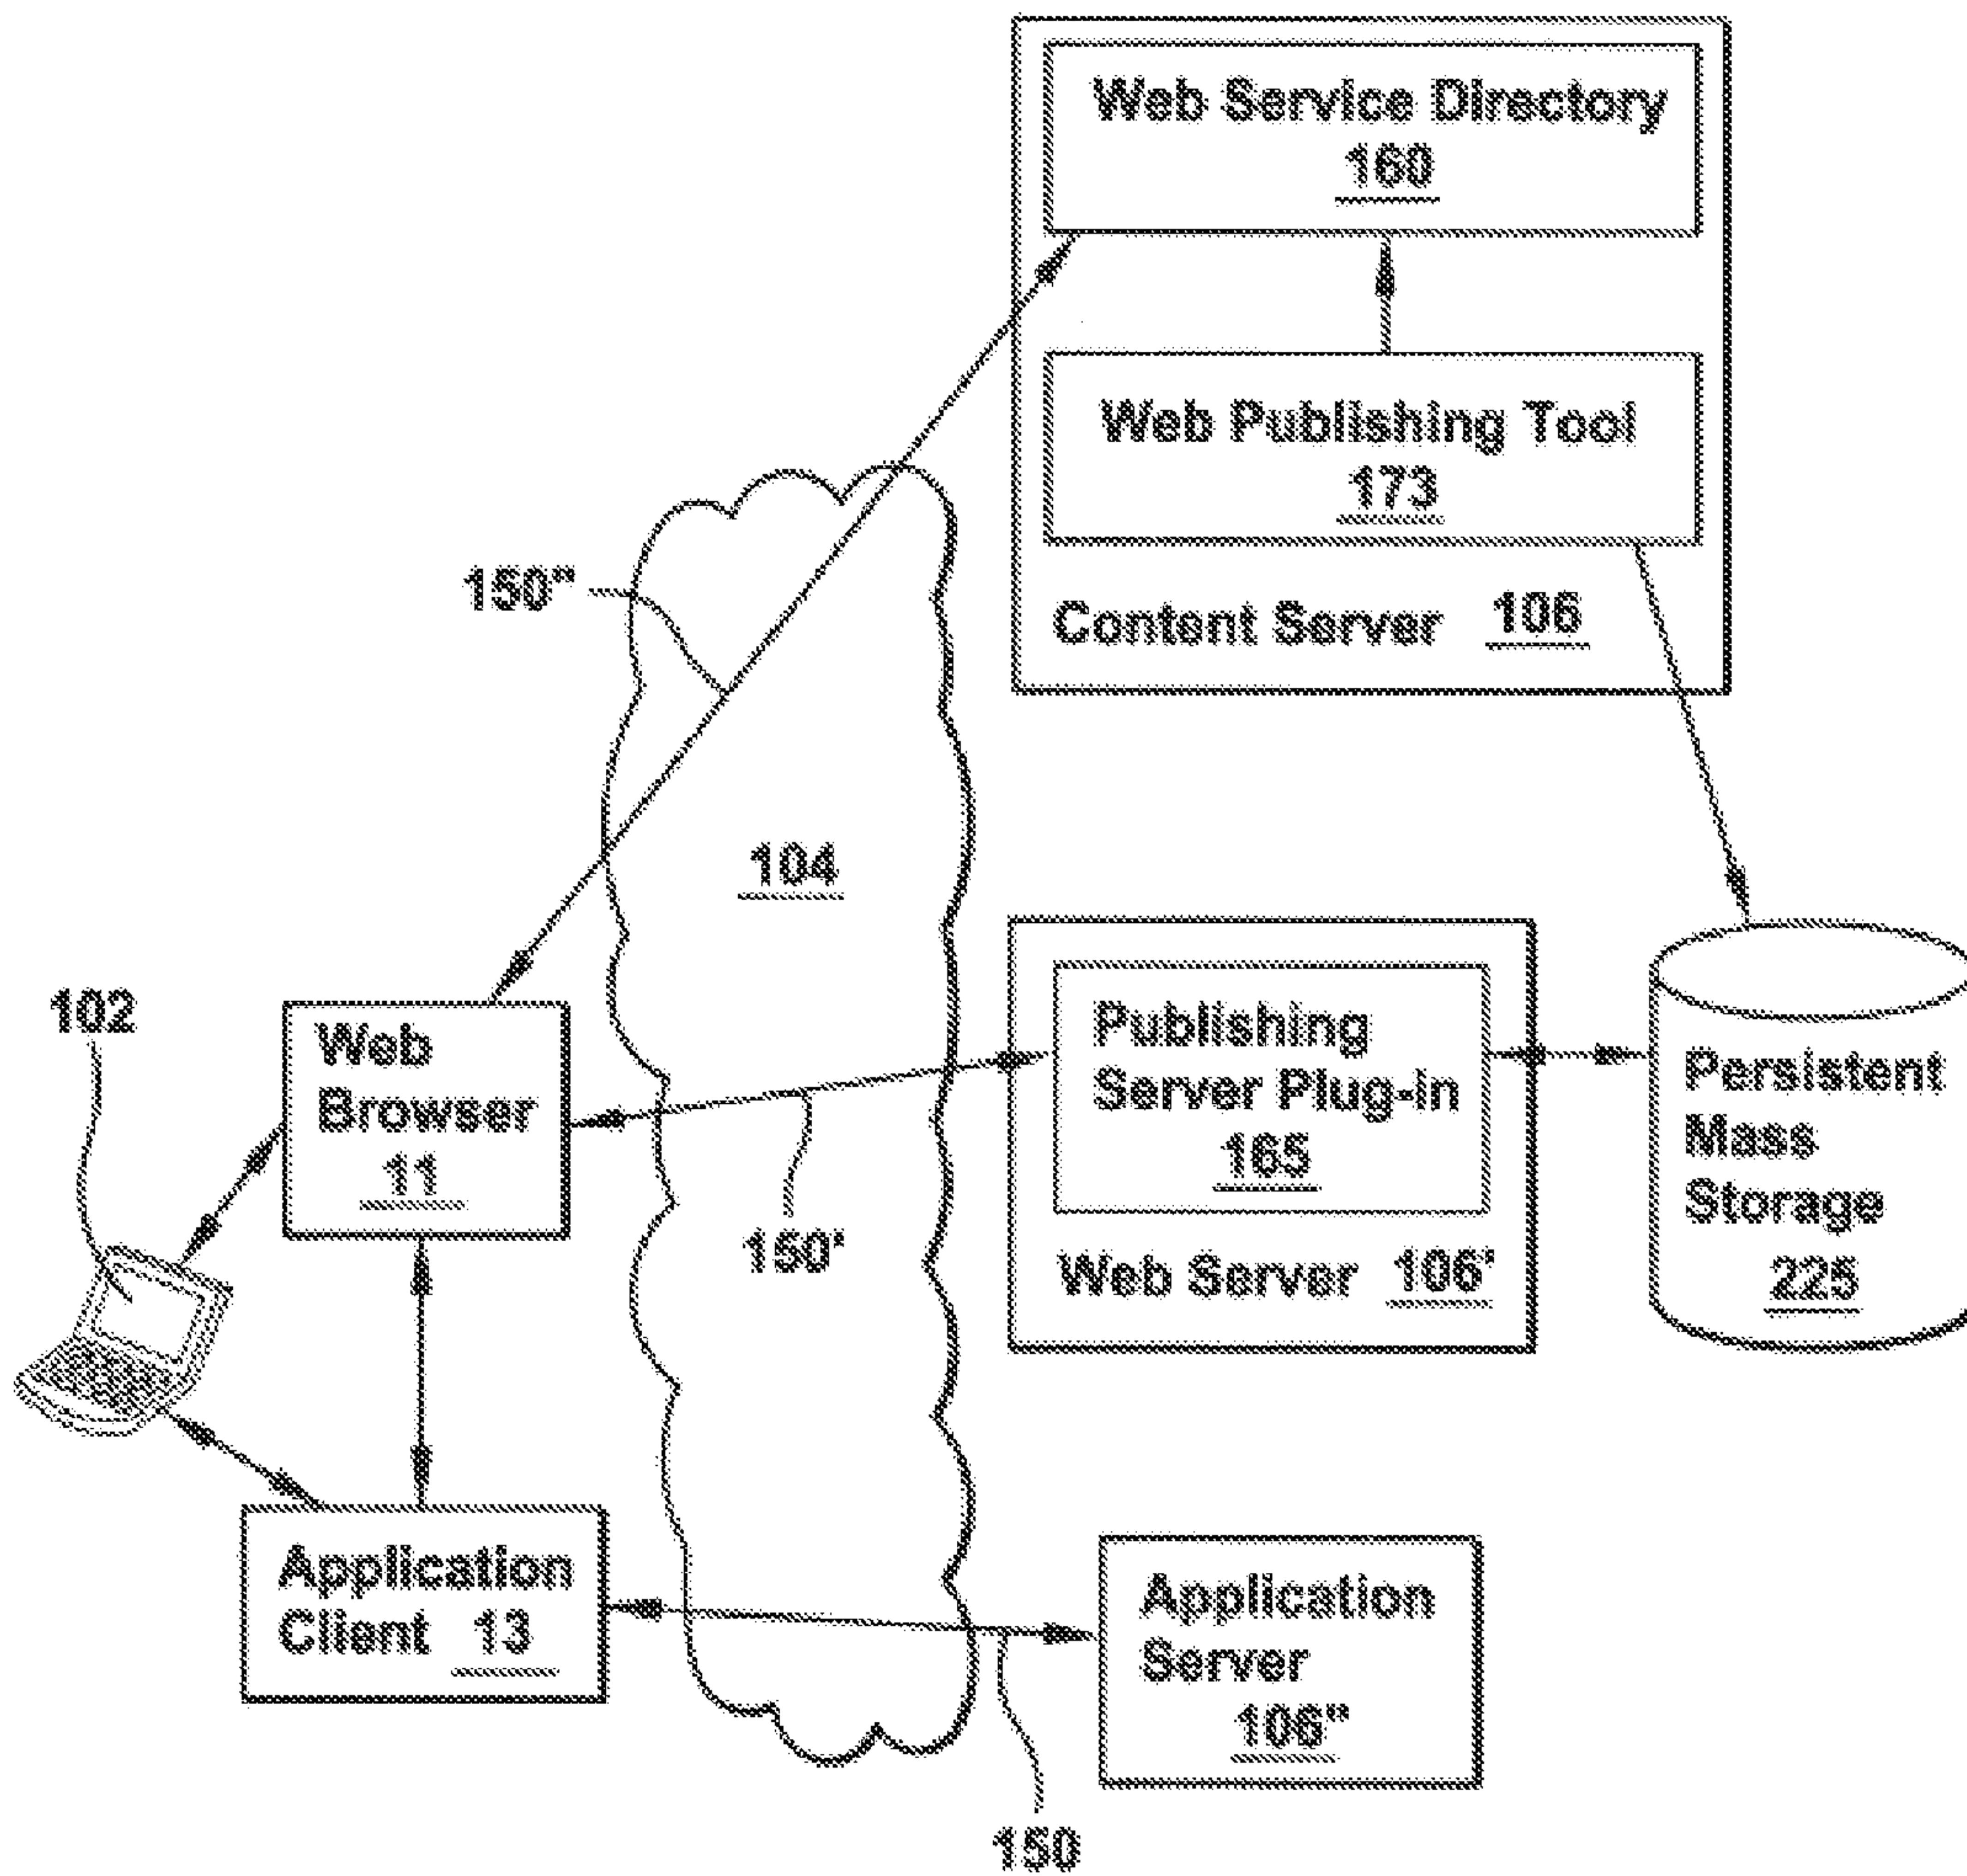 Web Service Directory
160
Web Publishing Tool
173
Content Server 106
150"
104
102
Web
Browser
11
150'
Publishing
Server Plug-in
165
Web Server 106'
Persistent
Mass
Storage
225
Application
Client 13
Application
Server
106"
150